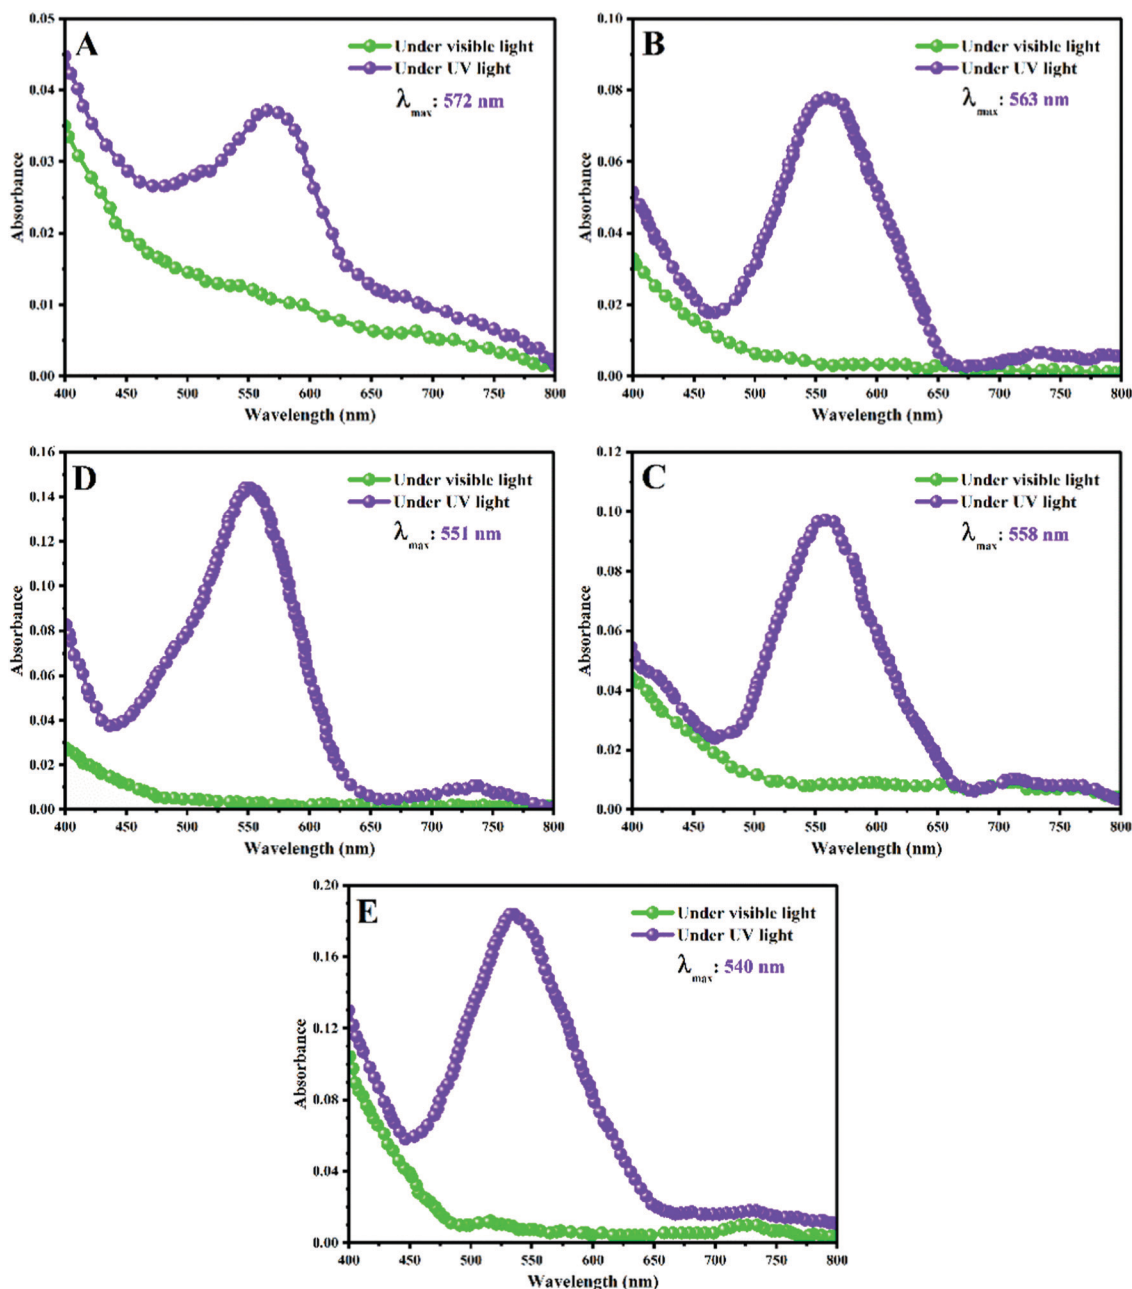 A
Under visible light
Under UV light
λmax: 572 nm
0.05
0.04
0.03
0.02
0.01
0.00
Absorbance
400 450 500 550 600 650 700 750 800
Wavelength (nm)
B
Under visible light
Under UV light
λmax: 563 nm
0.10
0.08
0.06
0.04
0.02
0.00
Absorbance
400 450 500 550 600 650 700 750 800
Wavelength (nm)
D
Under visible light
Under UV light
λmax: 551 nm
0.16
0.14
0.12
0.10
0.08
0.06
0.04
0.02
0.00
Absorbance
400 450 500 550 600 650 700 750 800
Wavelength (nm)
C
Under visible light
Under UV light
λmax: 558 nm
0.12
0.10
0.08
0.06
0.04
0.02
0.00
Absorbance
400 450 500 550 600 650 700 750 800
Wavelength (nm)
E
Under visible light
Under UV light
λmax: 540 nm
0.20
0.16
0.12
0.08
0.04
0.00
Absorbance
400 450 500 550 600 650 700 750 800
Wavelength (nm)